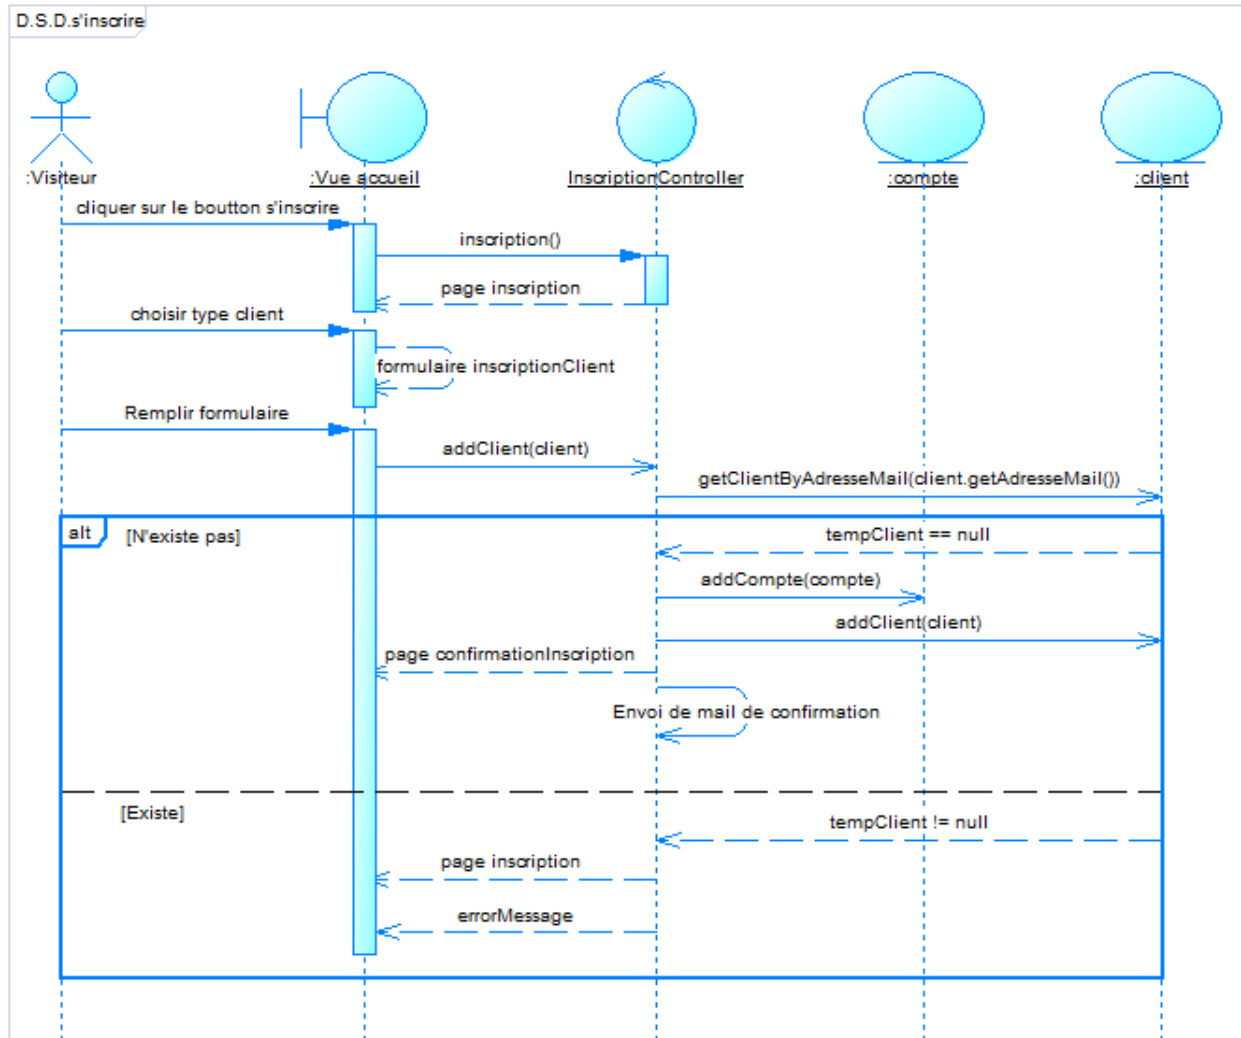 D.S.D.s'inscrire
:Visiteur
:Vue accueil
InscriptionController
:compte
:client
cliquer sur le boutton s'inscrire
inscription()
page inscription
choisir type client
formulaire inscriptionClient
Remplir formulaire
addClient(client)
getClientByAdresseMail(client.getAdresseMail())
alt
[N'existe pas]
tempClient == null
addCompte(compte)
addClient(client)
page confirmationInscription
Envoi de mail de confirmation
[Existe]
tempClient != null
page inscription
errorMessage